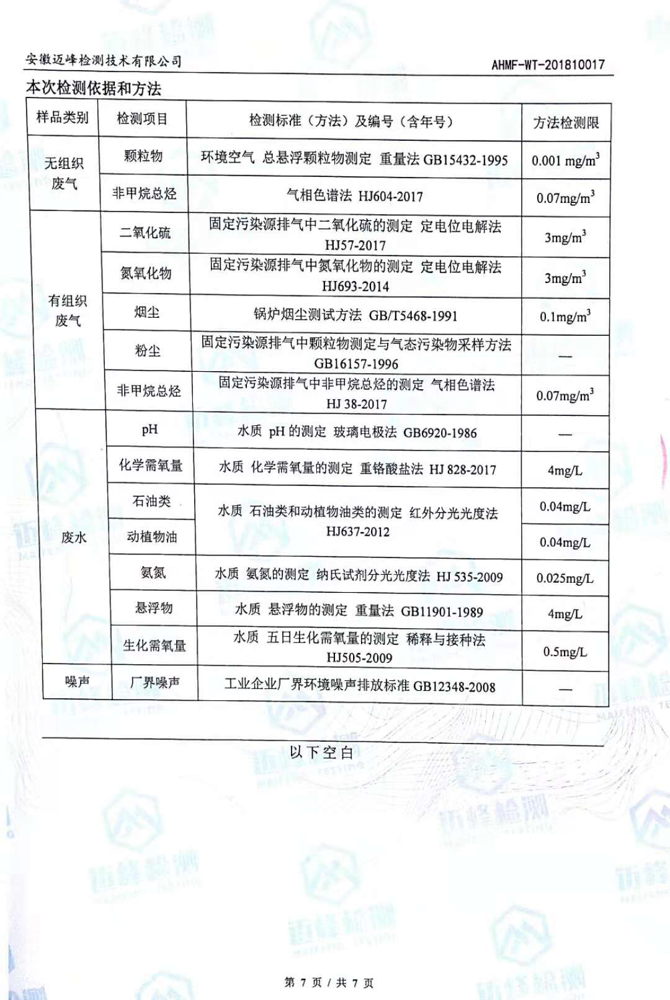 安徽迈峰检测技术有限公司
AHMF-WT-201810017
本次检测依据和方法
样品类别 检测项目 检测标准（方法）及编号（含年号） 方法检测限
无组织
废气
颗粒物 环境空气 总悬浮颗粒物测定 重量法 GB15432-1995 0.001 mg/m³
非甲烷总烃 气相色谱法 HJ604-2017 0.07mg/m³
有组织
废气
二氧化硫 固定污染源排气中二氧化硫的测定 定电位电解法
HJ57-2017
3mg/m³
氮氧化物 固定污染源排气中氮氧化物的测定 定电位电解法
HJ693-2014
3mg/m³
烟尘 锅炉烟尘测试方法 GB/T5468-1991 0.1mg/m³
粉尘 固定污染源排气中颗粒物测定与气态污染物采样方法
GB16157-1996
—
非甲烷总烃 固定污染源排气中非甲烷总烃的测定 气相色谱法
HJ 38-2017
0.07mg/m³
废水
pH 水质 pH 的测定 玻璃电极法 GB6920-1986 —
化学需氧量 水质 化学需氧量的测定 重铬酸盐法 HJ 828-2017 4mg/L
石油类 水质 石油类和动植物油类的测定 红外分光光度法
HJ637-2012
0.04mg/L
动植物油 0.04mg/L
氨氮 水质 氨氮的测定 纳氏试剂分光光度法 HJ 535-2009 0.025mg/L
悬浮物 水质 悬浮物的测定 重量法 GB11901-1989 4mg/L
生化需氧量 水质 五日生化需氧量的测定 稀释与接种法
HJ505-2009
0.5mg/L
噪声 厂界噪声 工业企业厂界环境噪声排放标准 GB12348-2008 —
以下空白
第 7 页 / 共 7 页